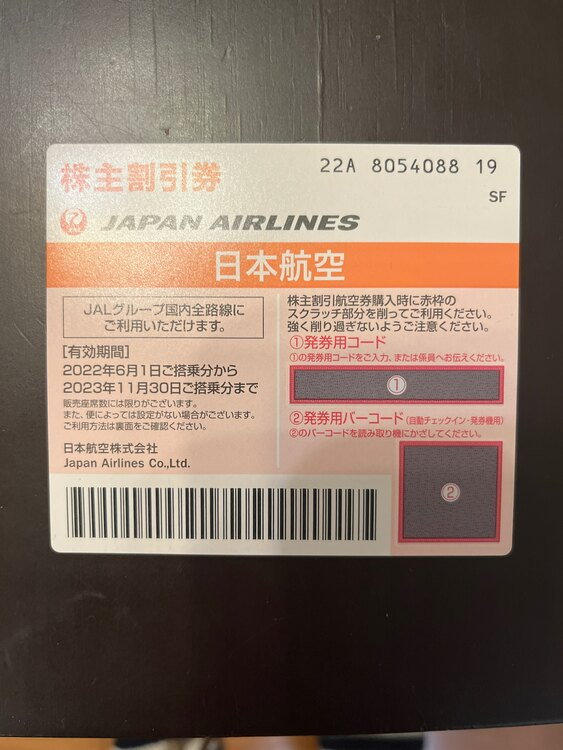 株主割引券
22A 8054088 19
SF
JAPAN AIRLINES
日本航空
JALグループ国内全路線に
ご利用いただけます。
[有効期間]
2022年6月1日ご搭乗分から
2023年11月30日ご搭乗分まで
販売座席数には限りがございます。
また、便によっては設定がない場合がございます。
ご利用方法は裏面をご確認ください。
日本航空株式会社
Japan Airlines Co.,Ltd.
株主割引航空券購入時に赤枠の
スクラッチ部分を削ってご利用ください。
強く削り過ぎないようご注意ください。
①発券用コード
①の発券用コードをご入力、または係員へお伝えください。
①
②発券用バーコード(自動チェックイン・発券機用)
②のバーコードを読み取り機にかざしてください。
②